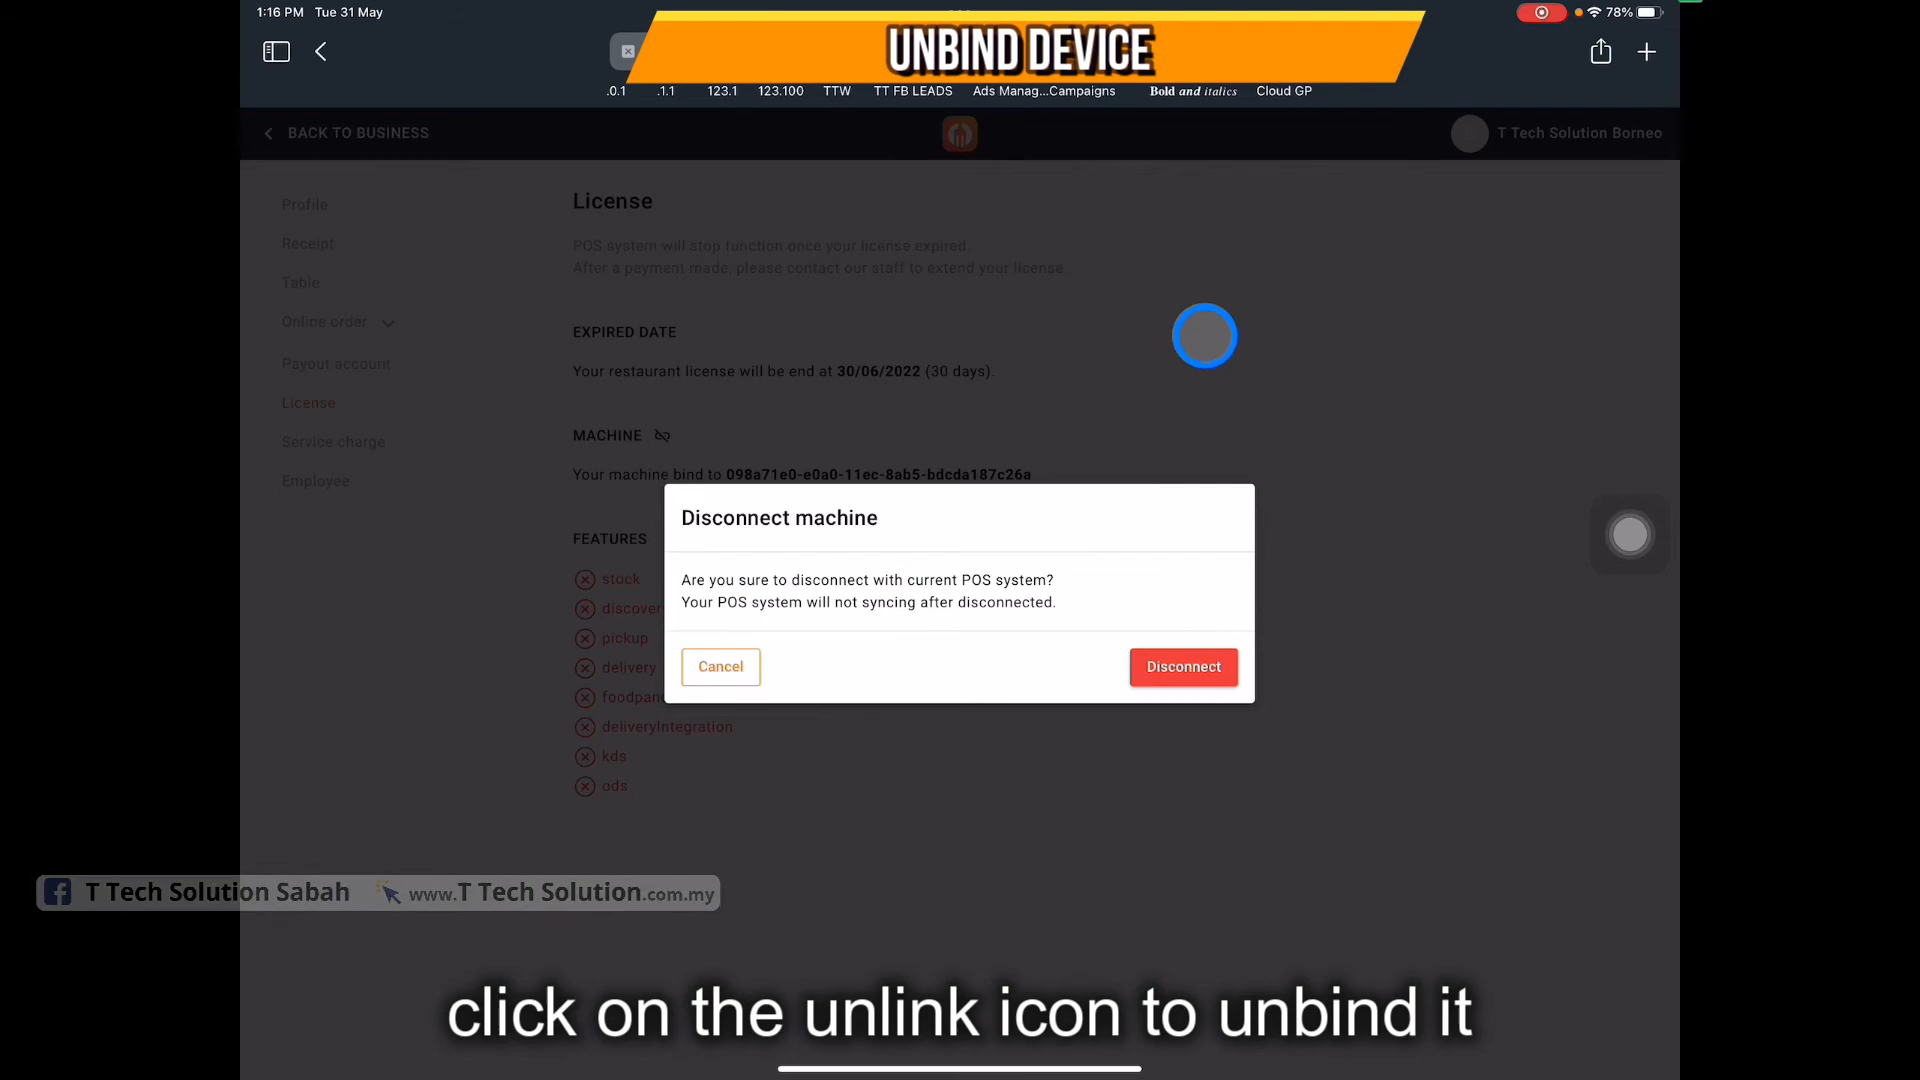 1:16 PM Tue 31 May
78%
UNBIND DEVICE
.0.1 .1.1 123.1 123.100 TTW TT FB LEADS Ads Manag...Campaigns Bold and italics Cloud GP
BACK TO BUSINESS
T Tech Solution Borneo
Profile
Receipt
Table
Online order
Payout account
License
Service charge
Employee
License
POS system will stop function once your license expired.
After a payment made, please contact our staff to extend your license.
EXPIRED DATE
Your restaurant license will be end at 30/06/2022 (30 days).
MACHINE
Your machine bind to 098a71e0-e0a0-11ec-8ab5-bdcda187c26a
FEATURES
stock
discover
pickup
delivery
foodpan
deliveryIntegration
kds
ods
Disconnect machine
Are you sure to disconnect with current POS system?
Your POS system will not syncing after disconnected.
Cancel
Disconnect
T Tech Solution Sabah www.T Tech Solution.com.my
click on the unlink icon to unbind it